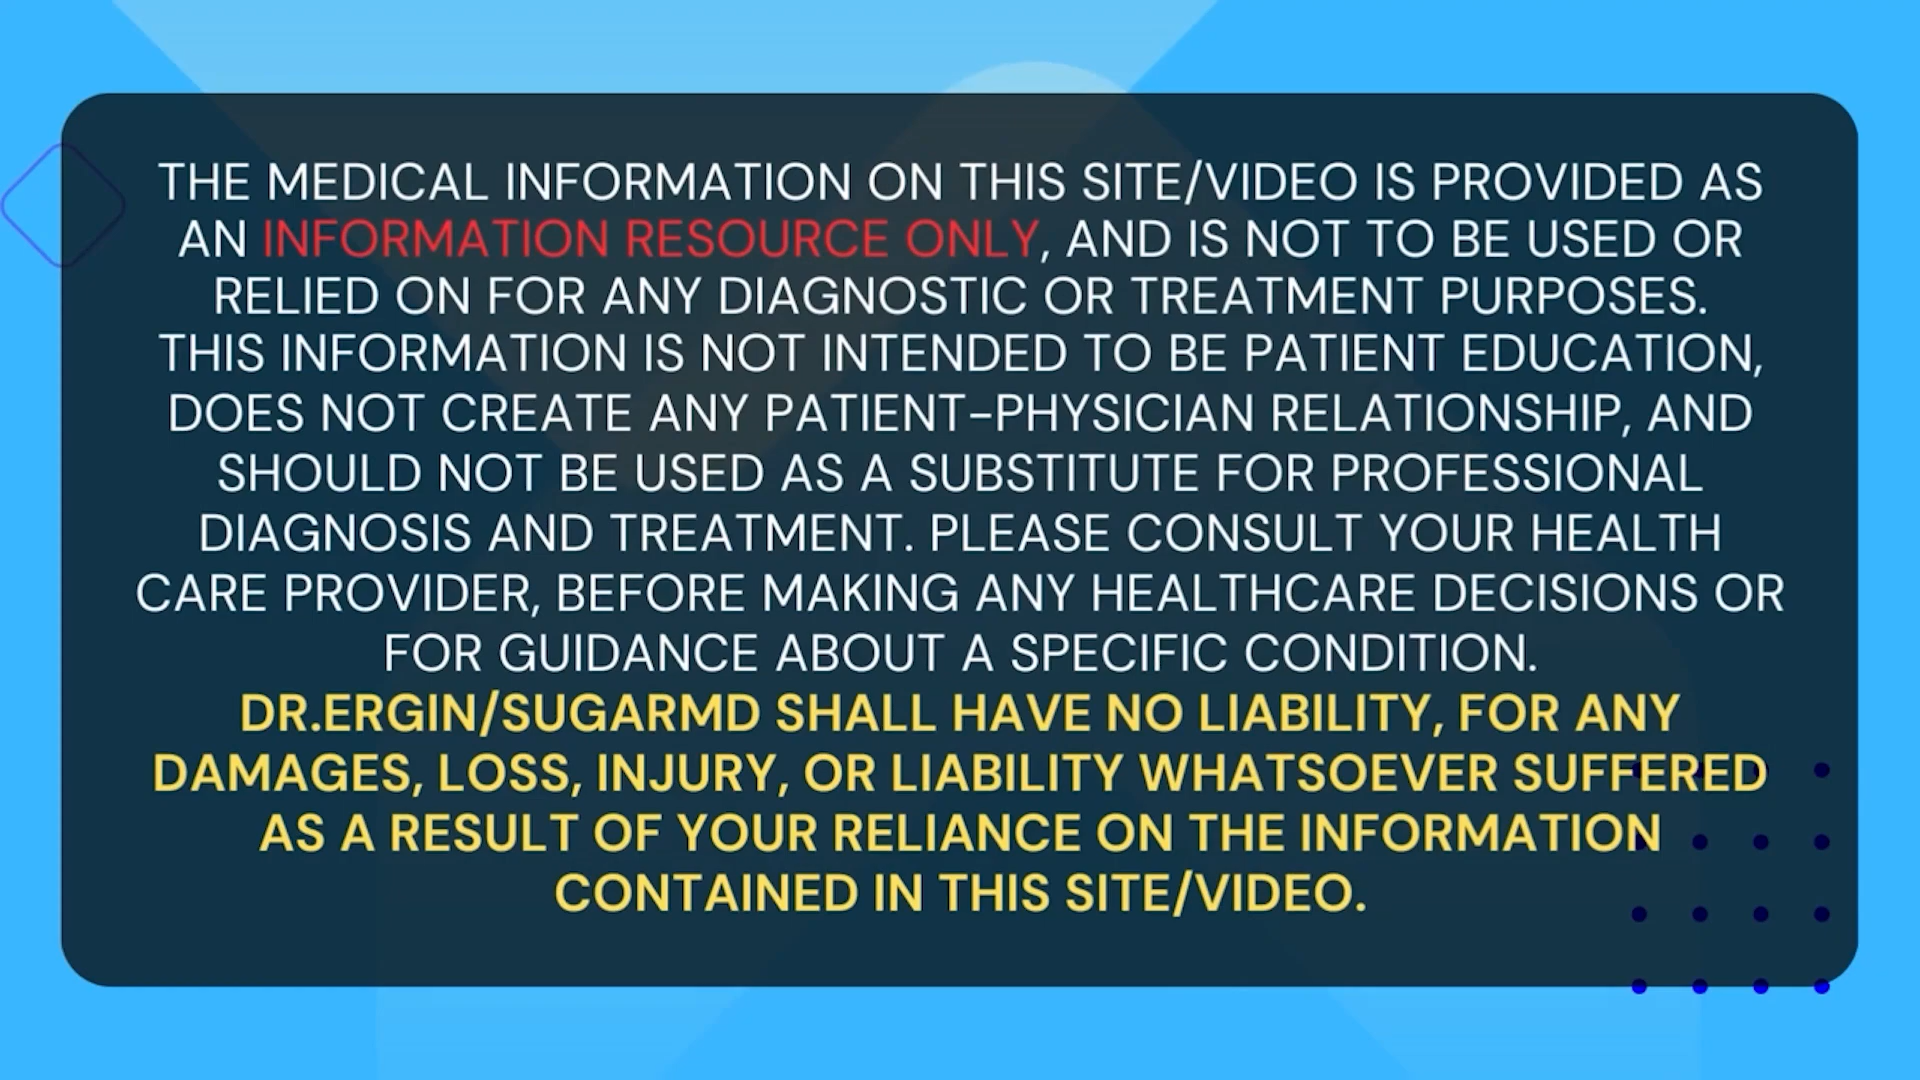 THE MEDICAL INFORMATION ON THIS SITE/VIDEO IS PROVIDED AS
AN INFORMATION RESOURCE ONLY, AND IS NOT TO BE USED OR
RELIED ON FOR ANY DIAGNOSTIC OR TREATMENT PURPOSES.
THIS INFORMATION IS NOT INTENDED TO BE PATIENT EDUCATION,
DOES NOT CREATE ANY PATIENT-PHYSICIAN RELATIONSHIP, AND
SHOULD NOT BE USED AS A SUBSTITUTE FOR PROFESSIONAL
DIAGNOSIS AND TREATMENT. PLEASE CONSULT YOUR HEALTH
CARE PROVIDER, BEFORE MAKING ANY HEALTHCARE DECISIONS OR
FOR GUIDANCE ABOUT A SPECIFIC CONDITION.
DR.ERGIN/SUGARMD SHALL HAVE NO LIABILITY, FOR ANY
DAMAGES, LOSS, INJURY, OR LIABILITY WHATSOEVER SUFFERED
AS A RESULT OF YOUR RELIANCE ON THE INFORMATION
CONTAINED IN THIS SITE/VIDEO.